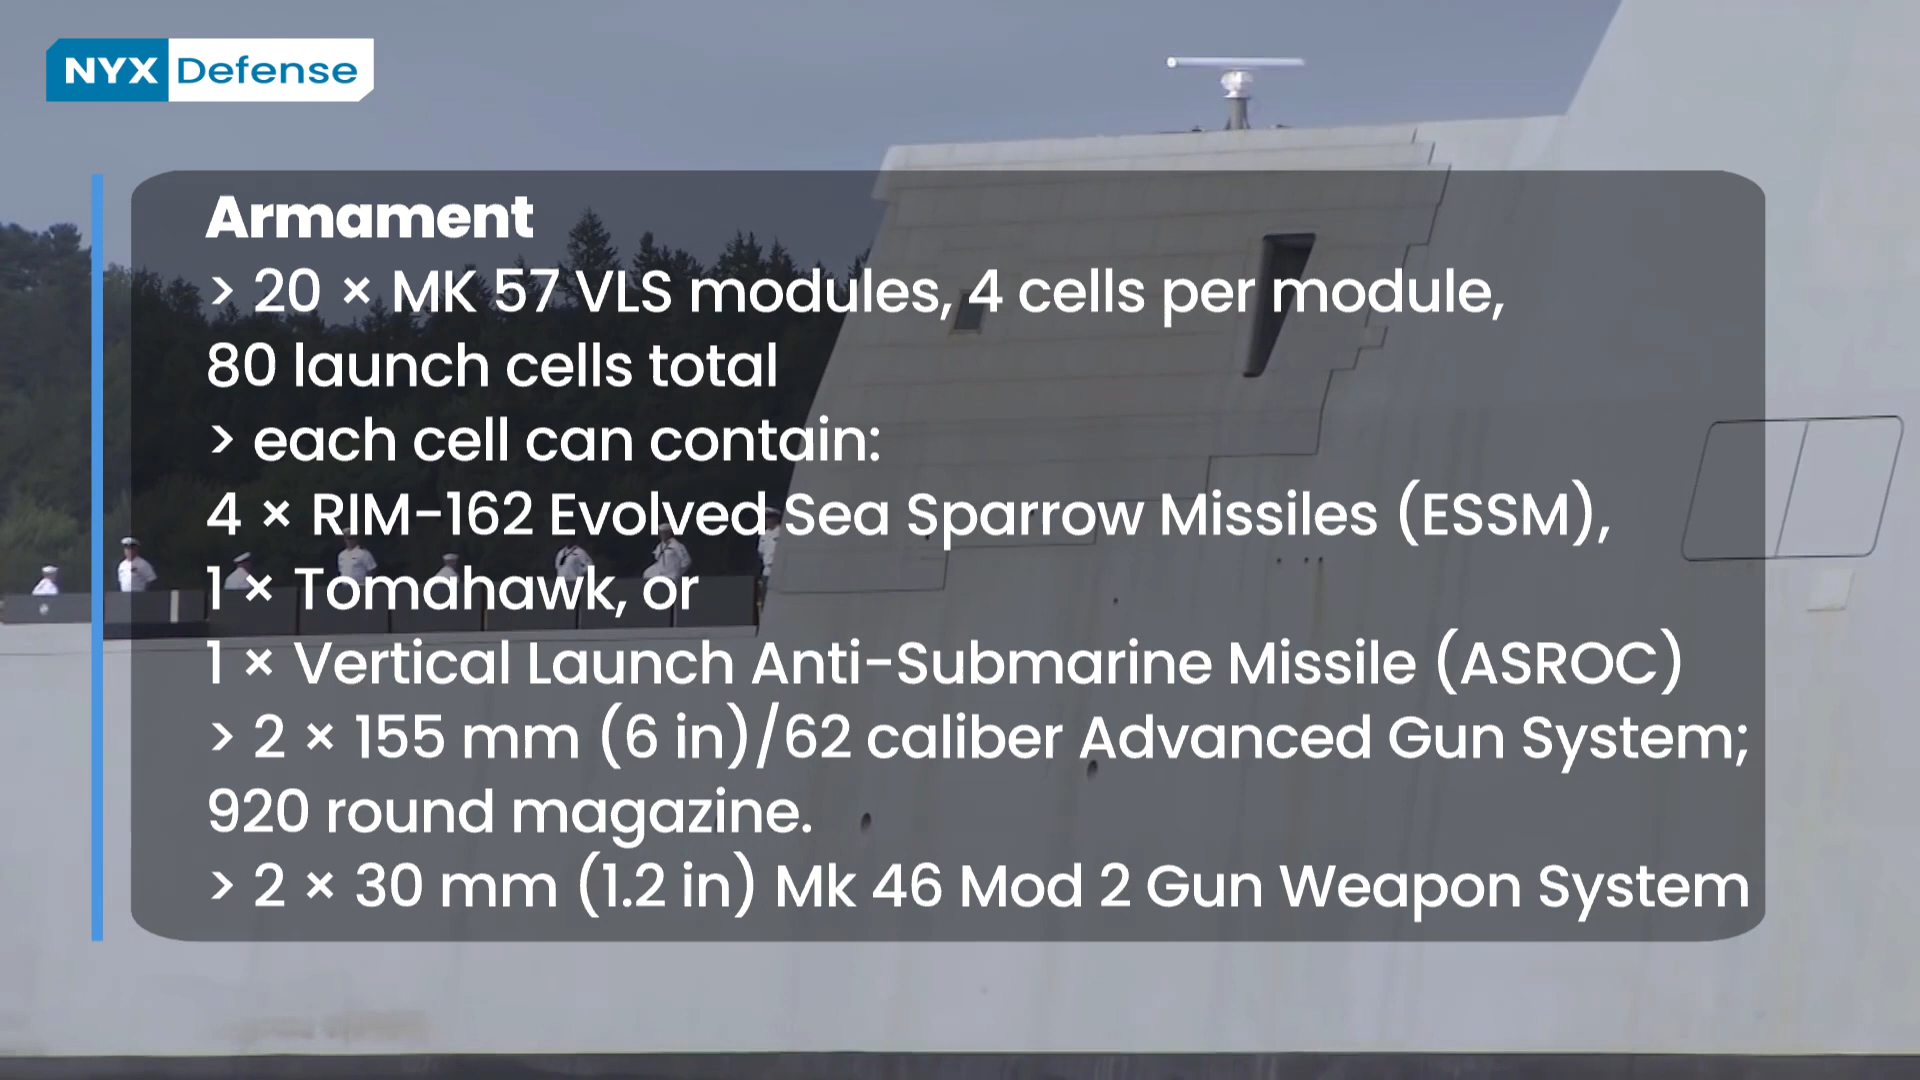 NYX Defense
Armament
> 20 × MK 57 VLS modules, 4 cells per module,
80 launch cells total
> each cell can contain:
4 × RIM-162 Evolved Sea Sparrow Missiles (ESSM),
1 × Tomahawk, or
1 × Vertical Launch Anti-Submarine Missile (ASROC)
> 2 × 155 mm (6 in)/62 caliber Advanced Gun System;
920 round magazine.
> 2 × 30 mm (1.2 in) Mk 46 Mod 2 Gun Weapon System